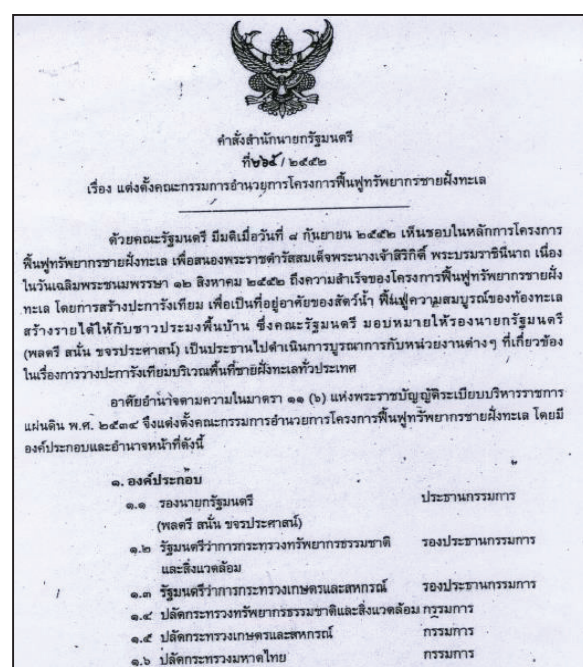 คำสั่งสำนักนายกรัฐมนตรี
ที่ ๒๖๕ / ๒๕๕๒
เรื่อง แต่งตั้งคณะกรรมการอำนวยการโครงการฟื้นฟูทรัพยากรชายฝั่งทะเล
ด้วยคณะรัฐมนตรี มีมติเมื่อวันที่ ๘ กันยายน ๒๕๕๒ เห็นชอบในหลักการโครงการ
ฟื้นฟูทรัพยากรชายฝั่งทะเล เพื่อสนองพระราชดำรัสสมเด็จพระนางเจ้าสิริกิติ์ พระบรมราชินีนาถ เนื่อง
ในวันเฉลิมพระชนมพรรษา ๑๒ สิงหาคม ๒๕๕๒ ถึงความสำเร็จของโครงการฟื้นฟูทรัพยากรชายฝั่ง
ทะเล โดยการสร้างปะการังเทียม เพื่อเป็นที่อยู่อาศัยของสัตว์น้ำ ฟื้นฟูความสมบูรณ์ของท้องทะเล
สร้างรายได้ให้กับชาวประมงพื้นบ้าน ซึ่งคณะรัฐมนตรี มอบหมายให้รองนายกรัฐมนตรี
(พลตรี สนั่น ขจรประศาสน์) เป็นประธานไปดำเนินการบูรณาการกับหน่วยงานต่างๆ ที่เกี่ยวข้อง
ในเรื่องการวางปะการังเทียมบริเวณพื้นที่ชายฝั่งทะเลทั่วประเทศ
อาศัยอำนาจตามความในมาตรา ๑๑ (๖) แห่งพระราชบัญญัติระเบียบบริหารราชการ
แผ่นดิน พ.ศ. ๒๕๓๔ จึงแต่งตั้งคณะกรรมการอำนวยการโครงการฟื้นฟูทรัพยากรชายฝั่งทะเล โดยมี
องค์ประกอบและอำนาจหน้าที่ดังนี้
๑. องค์ประกอบ
๑.๑ รองนายกรัฐมนตรี ประธานกรรมการ
(พลตรี สนั่น ขจรประศาสน์)
๑.๒ รัฐมนตรีว่าการกระทรวงทรัพยากรธรรมชาติ รองประธานกรรมการ
และสิ่งแวดล้อม
๑.๓ รัฐมนตรีว่าการกระทรวงเกษตรและสหกรณ์ รองประธานกรรมการ
๑.๔ ปลัดกระทรวงทรัพยากรธรรมชาติและสิ่งแวดล้อม กรรมการ
๑.๕ ปลัดกระทรวงเกษตรและสหกรณ์ กรรมการ
๑.๖ ปลัดกระทรวงมหาดไทย กรรมการ